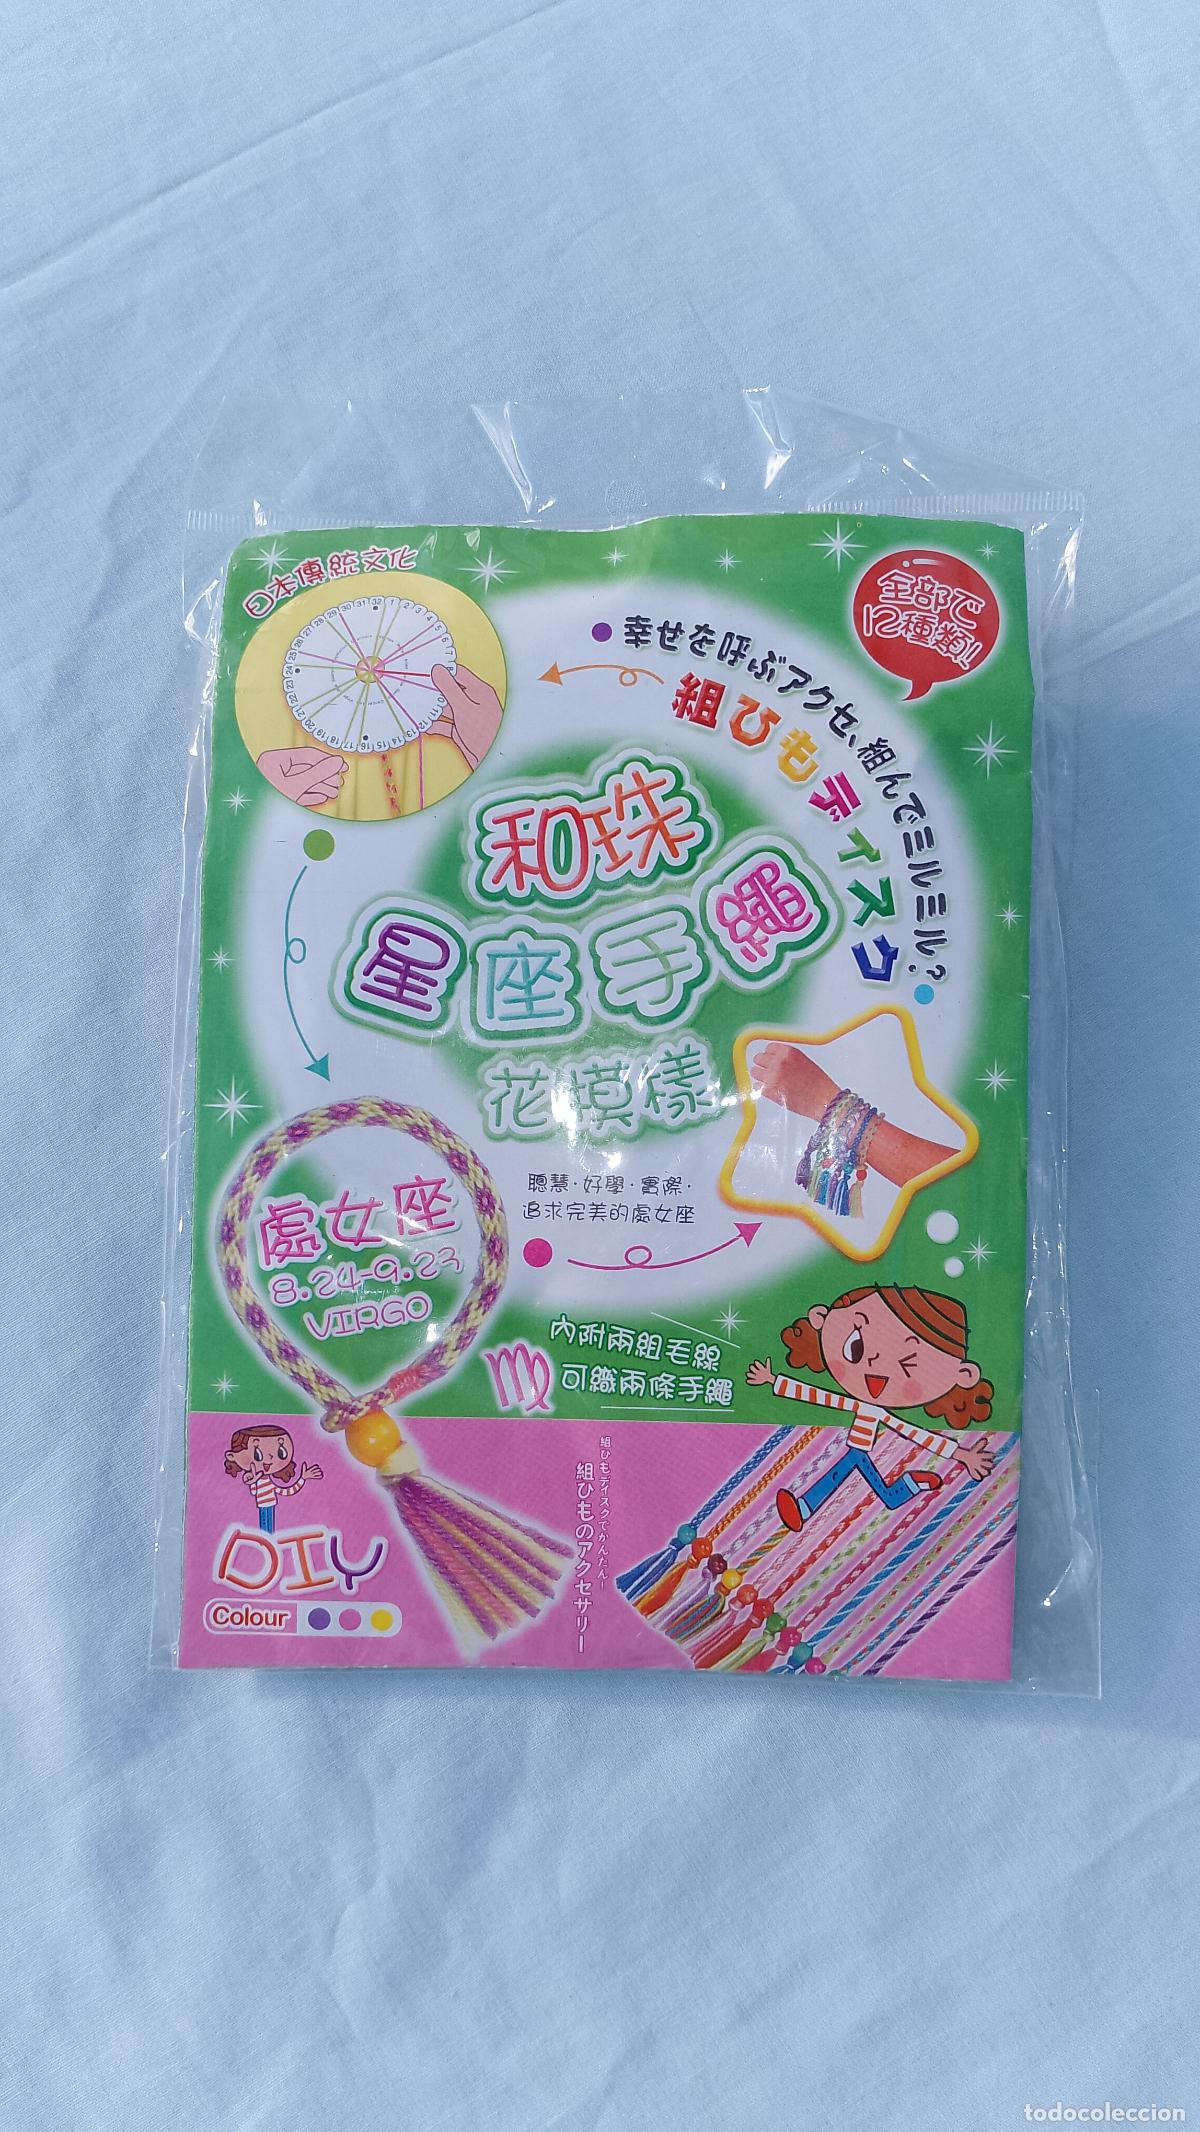 日本傳統文化
全部で
12種類!
幸せを呼ぶアクセ、組んでミルミル?
組ひもディスク
和珠
星座手繩
花模樣
聰慧·好學·實際·
追求完美的處女座
處女座
8.24-9.23
VIRGO
內附兩組毛線
可織兩條手繩
組ひもディスクでかんたん!
組ひものアクセサリー
DIY
Colour
todocoleccion